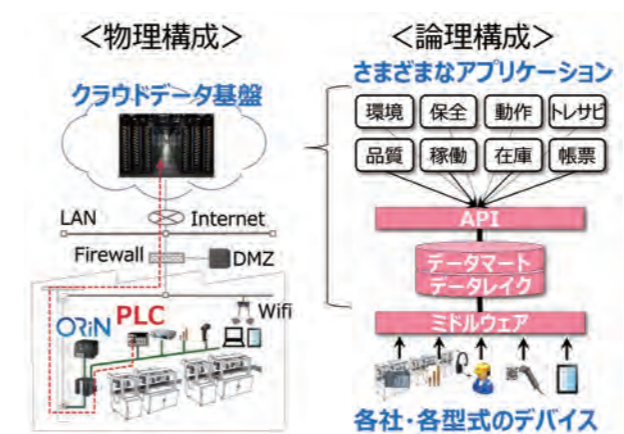 <物理構成>
クラウドデータ基盤
LAN
Internet
Firewall
DMZ
Wifi
ORiN
PLC
<論理構成>
さまざまなアプリケーション
環境 保全 動作 トレサビ
品質 稼働 在庫 帳票
API
データマート
データレイク
ミドルウェア
各社・各型式のデバイス